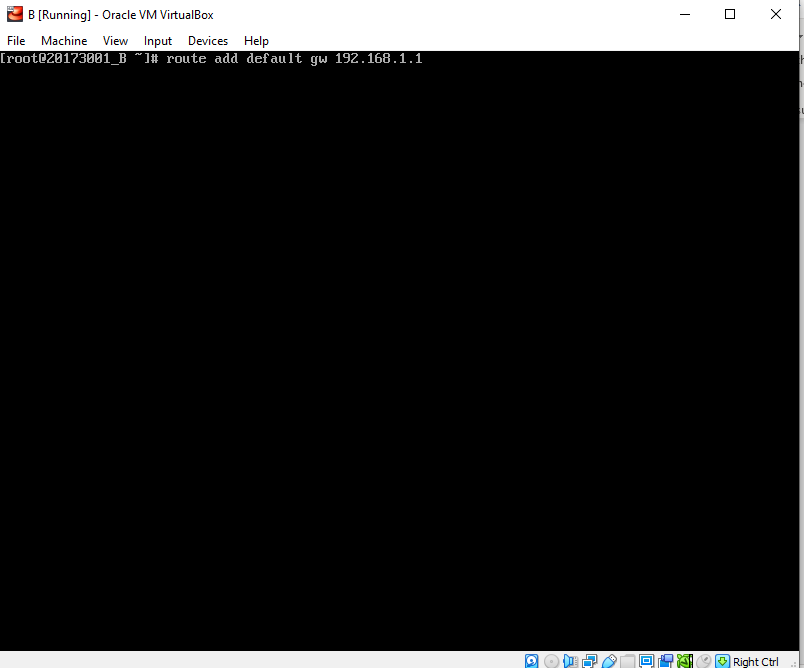 B [Running] - Oracle VM VirtualBox
File Machine View Input Devices Help
[root@20173001_B ~]# route add default gw 192.168.1.1
Right Ctrl